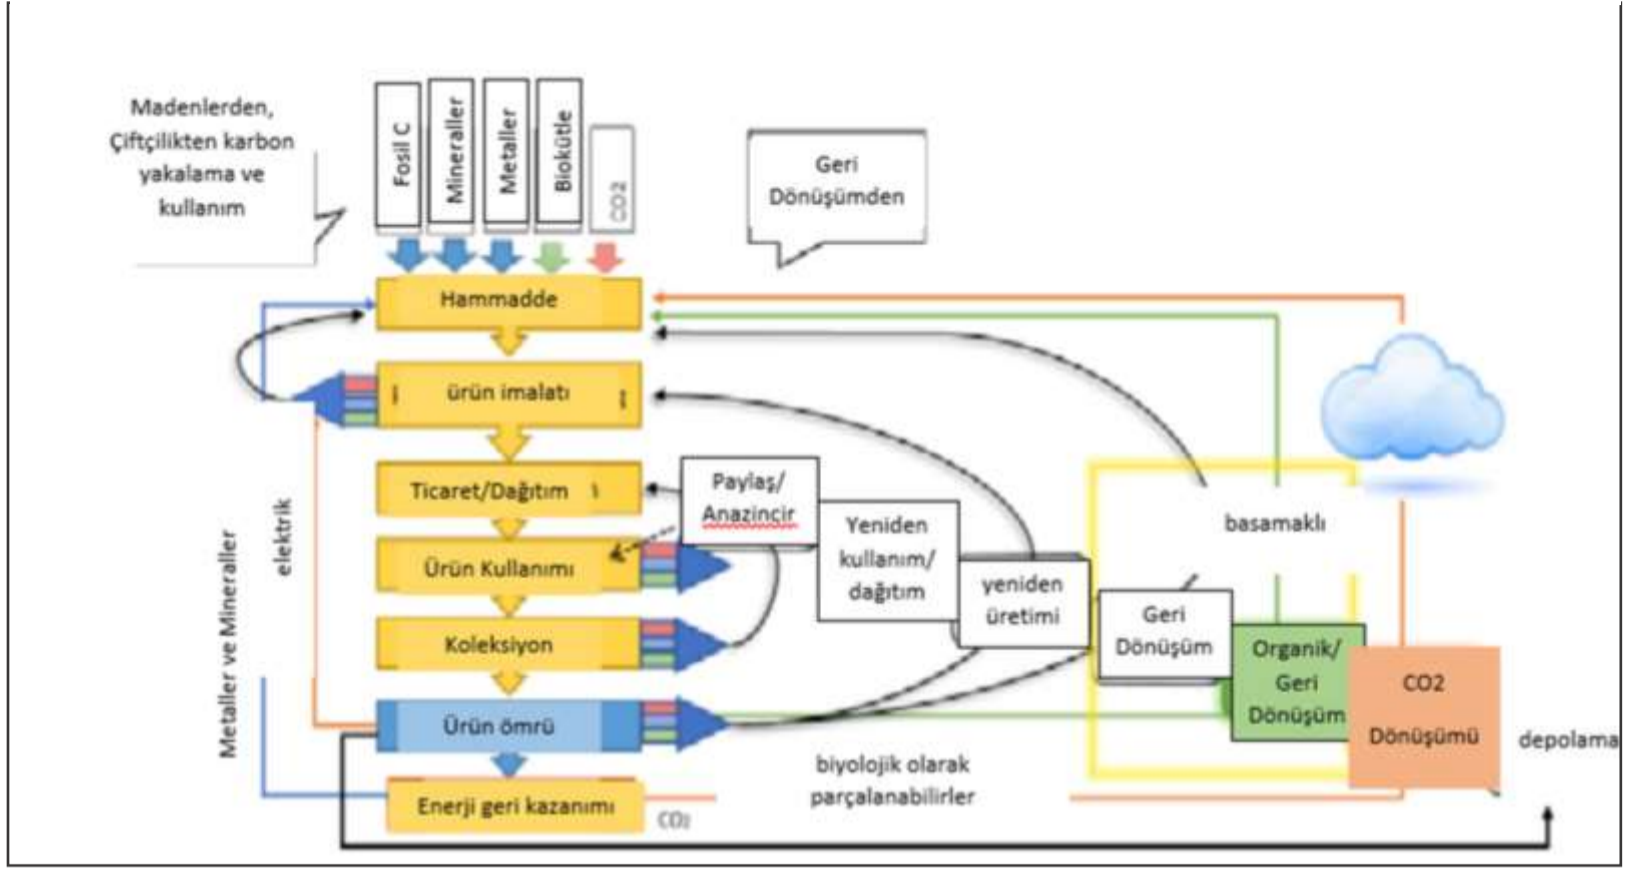 Madenlerden,
Çiftçilikten karbon
yakalama ve
kullanım
Fosil C
Mineraller
Metaller
Biokütle
CO2
Geri
Dönüşümden
Hammadde
ürün imalatı
Ticaret/Dağıtım
Ürün Kullanımı
Koleksiyon
Ürün ömrü
Enerji geri kazanımı
CO2
Metaller ve Mineraller
elektrik
Paylaş/
Anazincir
Yeniden
kullanım/
dağıtım
yeniden
üretimi
Geri
Dönüşüm
basamaklı
Organik/
Geri
Dönüşüm
CO2
Dönüşümü
depolama
biyolojik olarak
parçalanabilirler